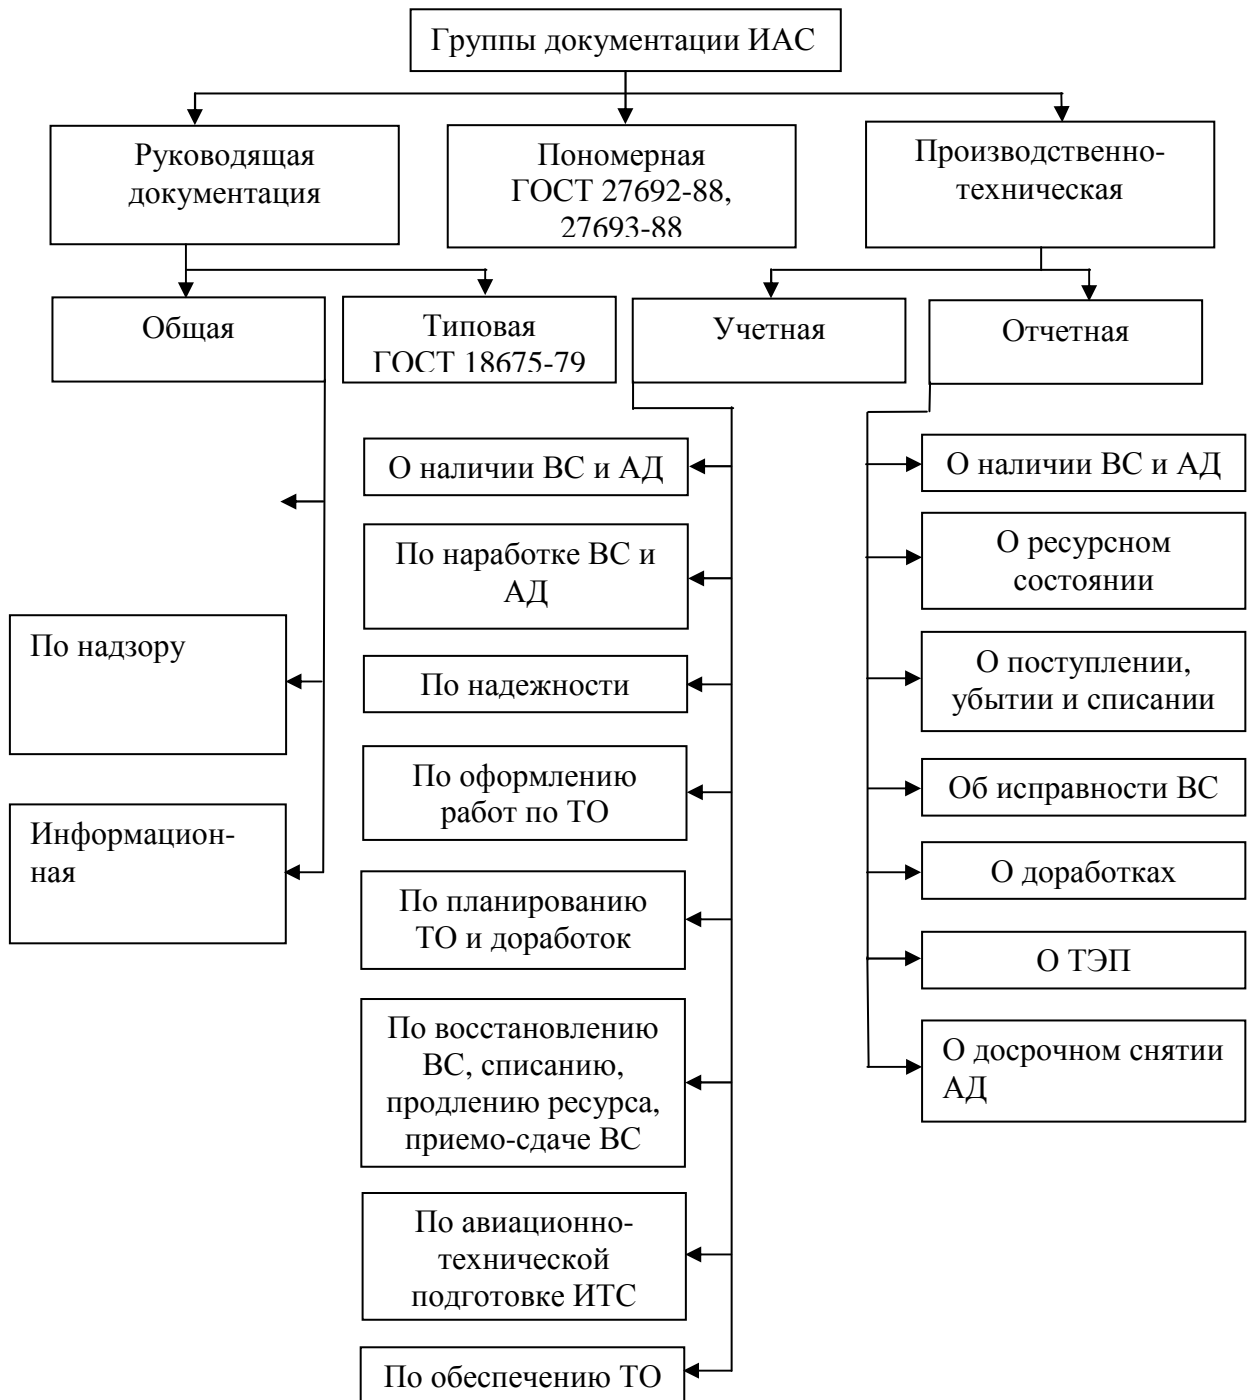 Группы документации ИАС
Руководящая
документация
Пономерная
ГОСТ 27692-88,
27693-88
Производственно-
техническая
Общая
Типовая
ГОСТ 18675-79
Учетная
Отчетная
По надзору
Информацион-
ная
О наличии ВС и АД
По наработке ВС и
АД
По надежности
По оформлению
работ по ТО
По планированию
ТО и доработок
По восстановлению
ВС, списанию,
продлению ресурса,
приемо-сдаче ВС
По авиационно-
технической
подготовке ИТС
По обеспечению ТО
О наличии ВС и АД
О ресурсном
состоянии
О поступлении,
убытии и списании
Об исправности ВС
О доработках
О ТЭП
О досрочном снятии
АД